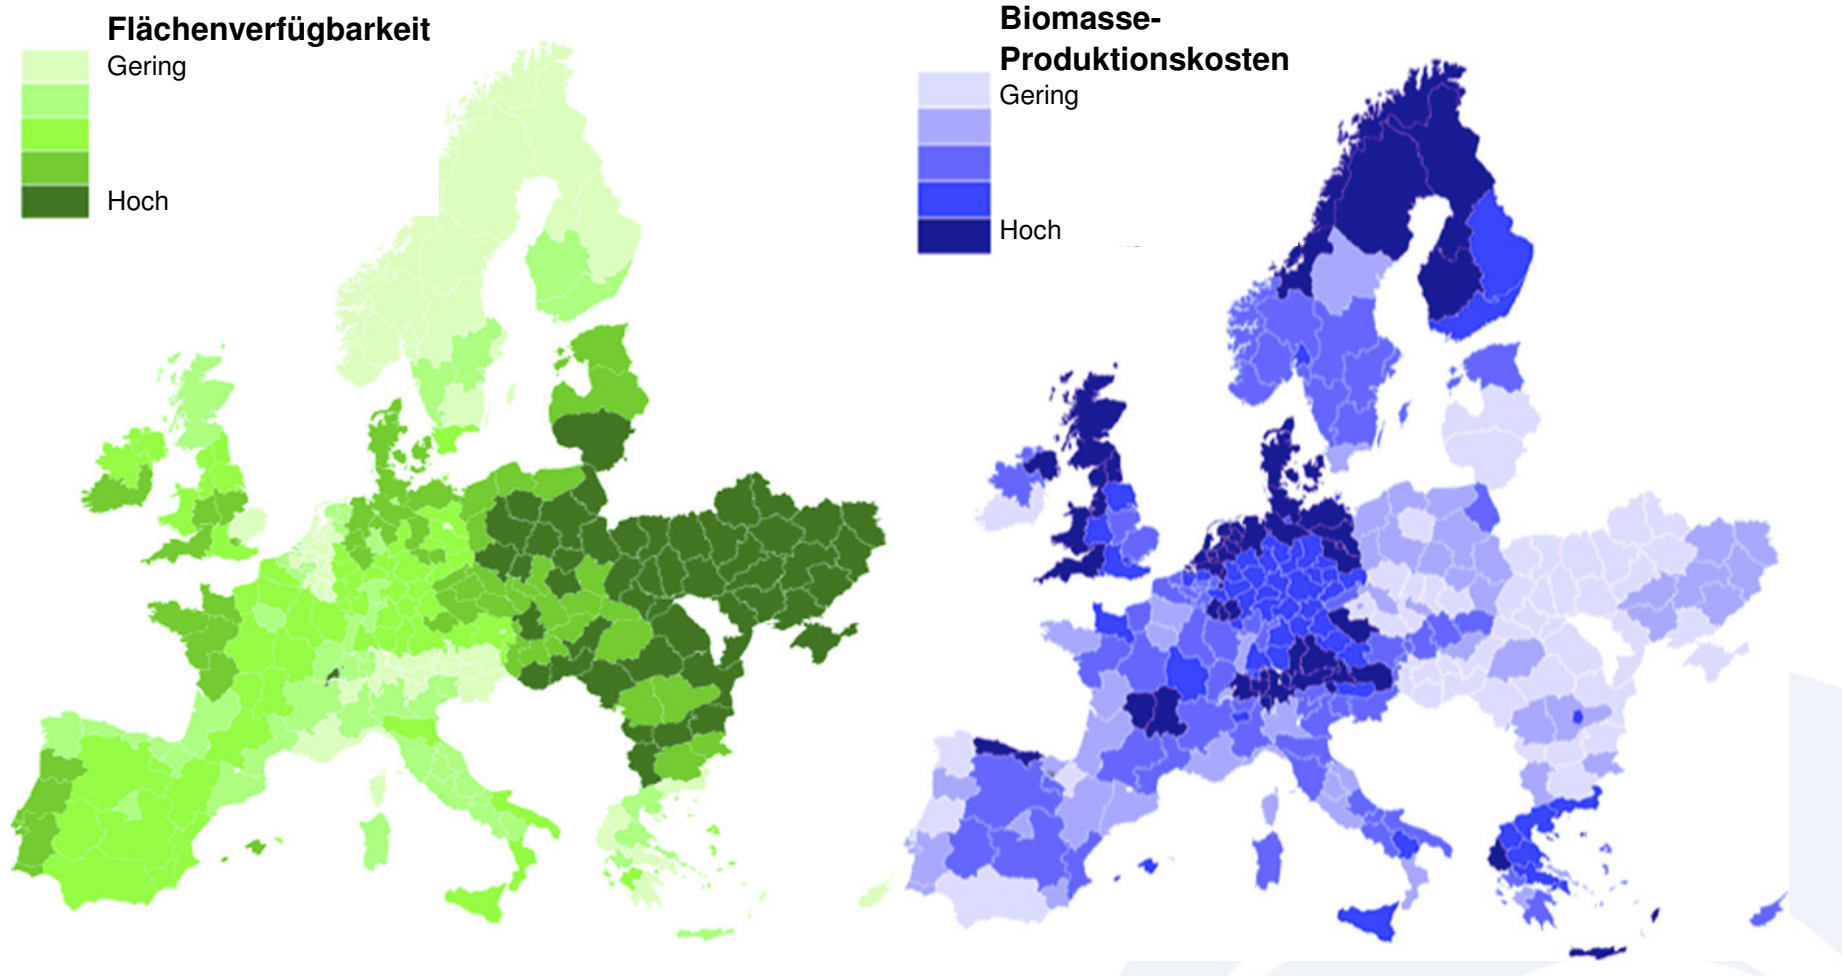 Flächenverfügbarkeit
Gering
Hoch
Biomasse-
Produktionskosten
Gering
Hoch